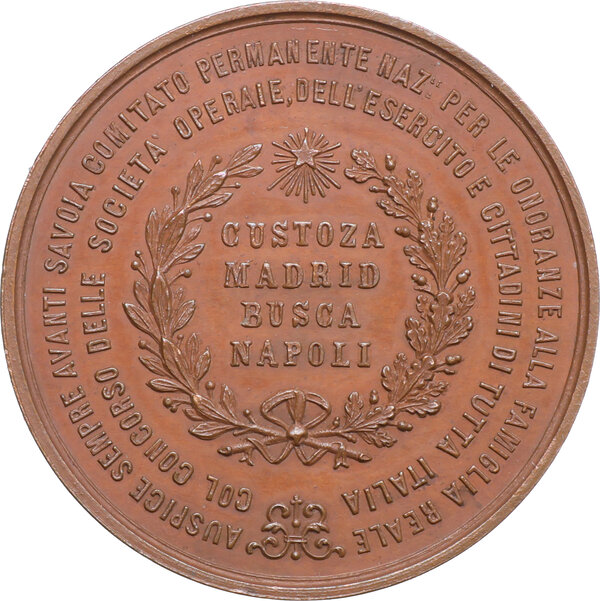 AUSPICE SEMPRE AVANTI SAVOIA COMITATO PERMANENTE NAZ.LE PER LE ONORANZE ALLA FAMIGLIA REALE
COL CONCORSO DELLE SOCIETÀ OPERAIE, DELL'ESERCITO E CITTADINI DI TUTTA ITALIA
CUSTOZA
MADRID
BUSCA
NAPOLI